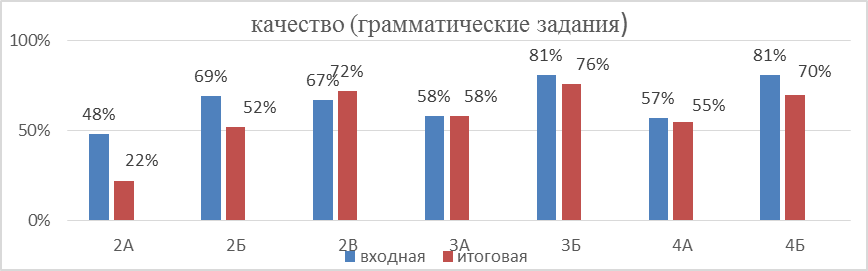 качество (грамматические задания)
100%
50%
0%
48% 22% 69% 52% 67% 72% 58% 58% 81% 76% 57% 55% 81% 70%
2А 2Б 2В 3А 3Б 4А 4Б
входная итоговая